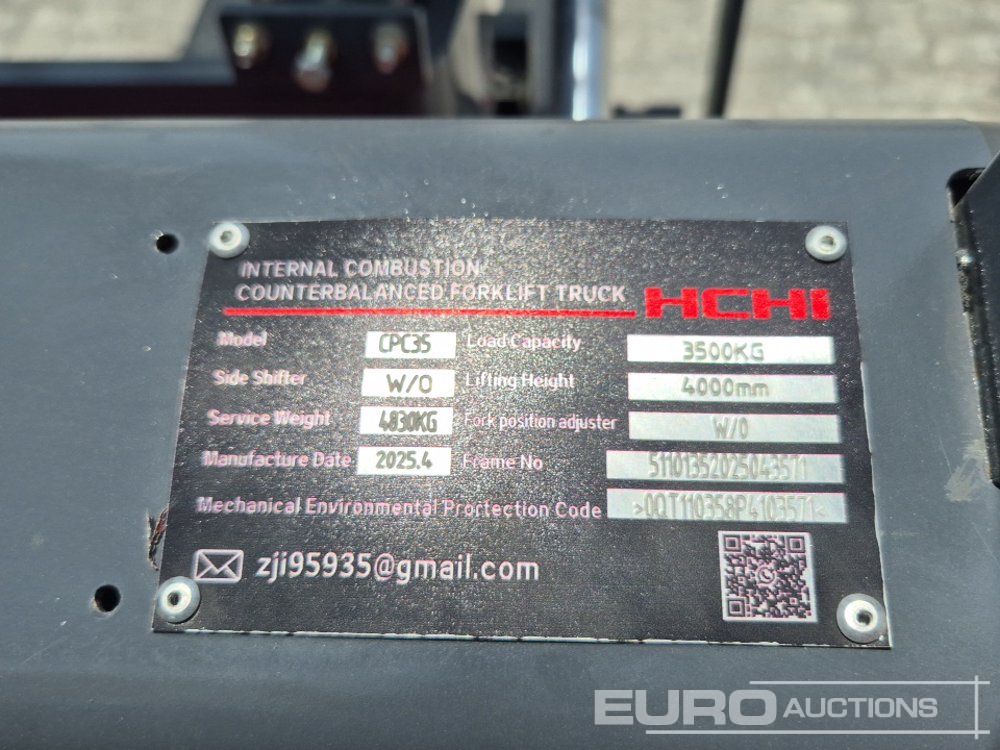 INTERNAL COMBUSTION
COUNTERBALANCED FORKLIFT TRUCK HCHI
Model CPC35 Load Capacity 3500KG
Side Shifter W/O Lifting Height 4000mm
Service Weight 4830KG Fork position adjuster W/O
Manufacture Date 2025.4 Frame No 51101352025043571
Mechanical Environmental Prortection Code >0QT110358P4103571<
zji95935@gmail.com
EURO AUCTIONS